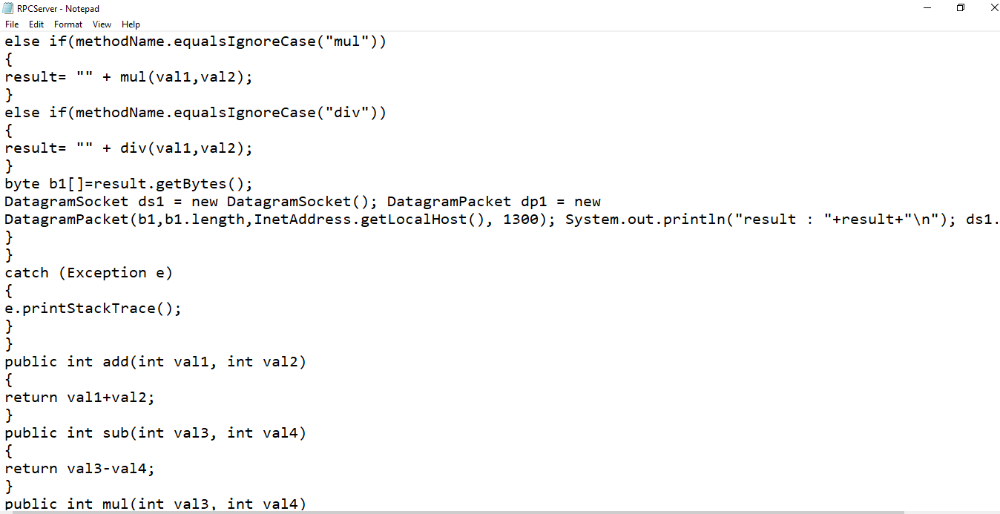 RPCServer - Notepad
File Edit Format View Help
else if(methodName.equalsIgnoreCase("mul"))
{
result= "" + mul(val1,val2);
}
else if(methodName.equalsIgnoreCase("div"))
{
result= "" + div(val1,val2);
}
byte b1[]=result.getBytes();
DatagramSocket ds1 = new DatagramSocket(); DatagramPacket dp1 = new
DatagramPacket(b1,b1.length,InetAddress.getLocalHost(), 1300); System.out.println("result : "+result+"\n"); ds1.
}
}
catch (Exception e)
{
e.printStackTrace();
}
}
public int add(int val1, int val2)
{
return val1+val2;
}
public int sub(int val3, int val4)
{
return val3-val4;
}
public int mul(int val3, int val4)